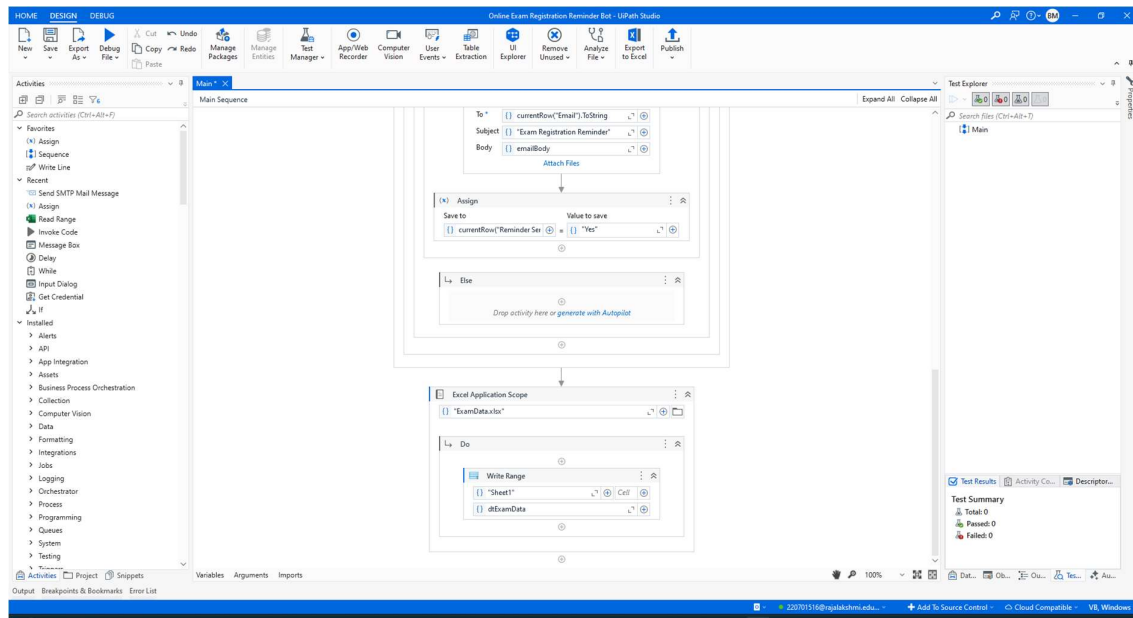 HOME DESIGN DEBUG
Online Exam Registration Reminder Bot - UiPath Studio
BM
New Save Export As Debug File
Cut Undo
Copy Redo
Paste
Manage Packages
Manage Entities
Test Manager
App/Web Recorder
Computer Vision
User Events
Table Extraction
UI Explorer
Remove Unused
Analyze File
Export to Excel
Publish
Activities
Search activities (Ctrl+Alt+F)
Favorites
Assign
Sequence
Write Line
Recent
Send SMTP Mail Message
Assign
Read Range
Invoke Code
Message Box
Delay
While
Input Dialog
Get Credential
If
Installed
Alerts
API
App Integration
Assets
Business Process Orchestration
Collection
Computer Vision
Data
Formatting
Integrations
Jobs
Logging
Orchestrator
Process
Programming
Queues
System
Testing
Activities Project Snippets
Main*
Main Sequence
Expand All Collapse All
To * currentRow("Email").ToString
Subject "Exam Registration Reminder"
Body emailBody
Attach Files
Assign
Save to Value to save
currentRow("Reminder Ser = "Yes"
Else
Drop activity here or generate with Autopilot
Excel Application Scope
"ExamData.xlsx"
Do
Write Range
"Sheet1" Cell
dtExamData
Variables Arguments Imports
100%
Test Explorer
0 0 0
Search files (Ctrl+Alt+T)
Main
Properties
Test Results Activity Co... Descriptor...
Test Summary
Total: 0
Passed: 0
Failed: 0
Dat... Ob... Ou... Tes... Au...
Output Breakpoints & Bookmarks Error List
220701516@rajalakshmi.edu... Add To Source Control Cloud Compatible VB, Windows